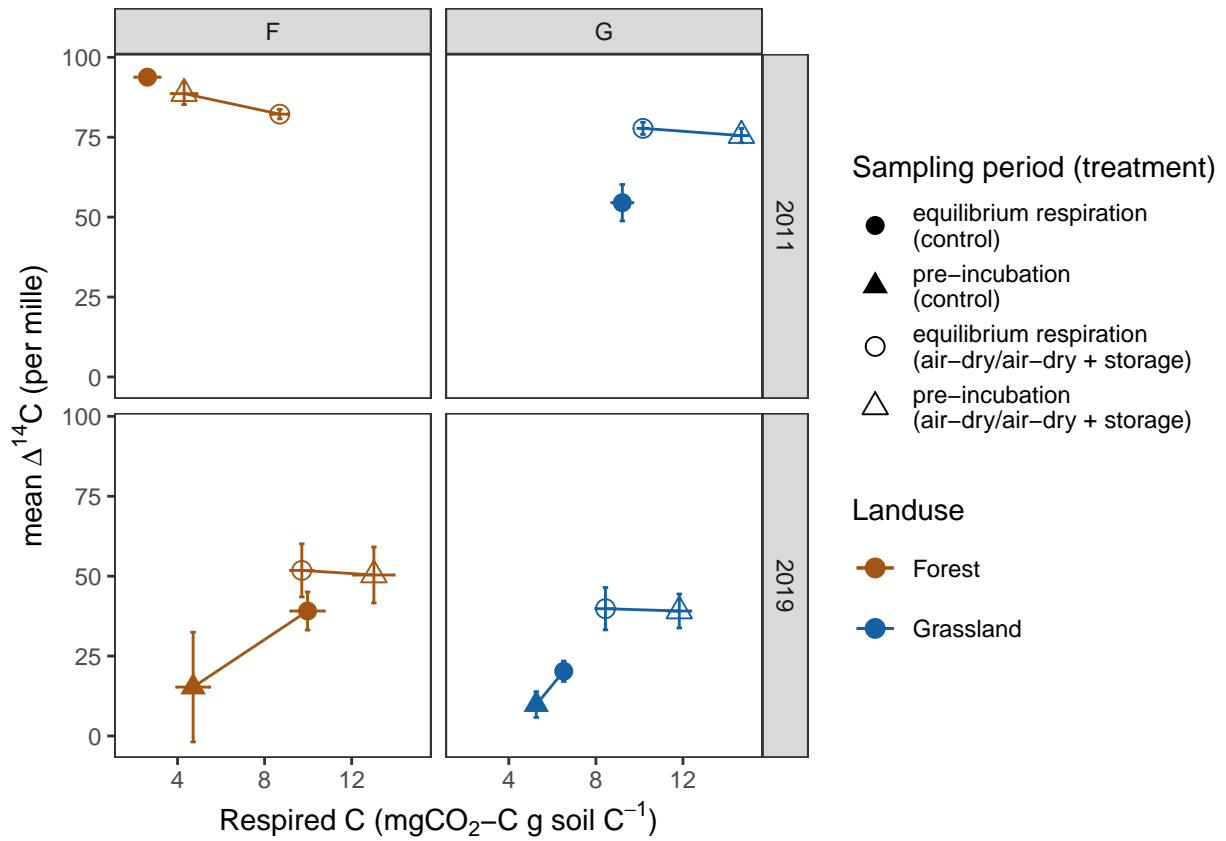 F
G
100
75
50
25
0
2011
100
75
50
25
0
2019
4
8
12
4
8
12
mean Δ¹⁴C (per mille)
Respired C (mgCO₂−C g soil C⁻¹)
Sampling period (treatment)
equilibrium respiration
(control)
pre−incubation
(control)
equilibrium respiration
(air−dry/air−dry + storage)
pre−incubation
(air−dry/air−dry + storage)
Landuse
Forest
Grassland